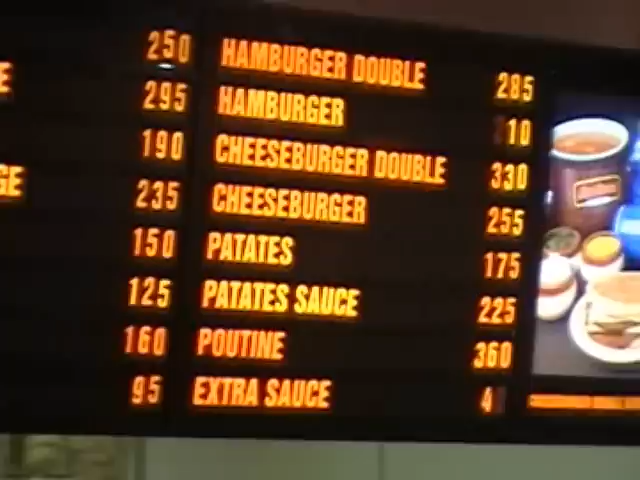 250 HAMBURGER DOUBLE 285
295 HAMBURGER 10
190 CHEESEBURGER DOUBLE 330
235 CHEESEBURGER 255
150 PATATES 175
125 PATATES SAUCE 225
160 POUTINE 360
95 EXTRA SAUCE 4